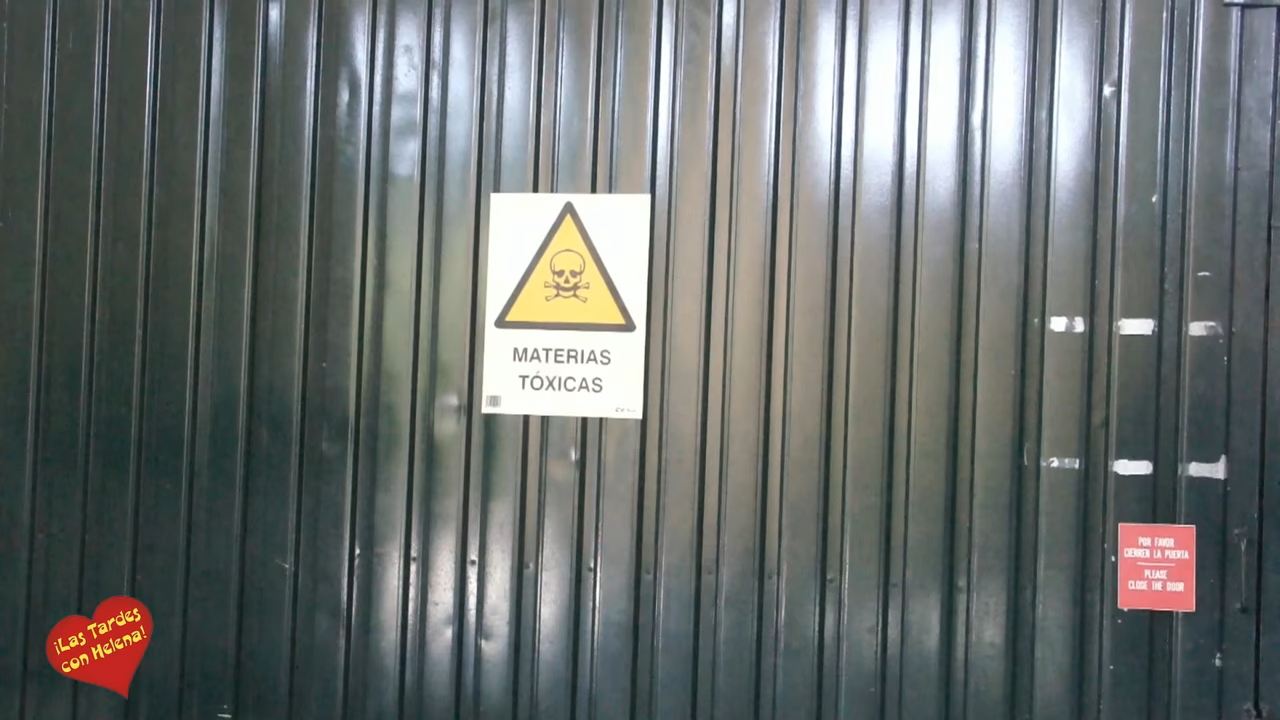 MATERIAS
TÓXICAS
POR FAVOR
CIERREN LA PUERTA
PLEASE
CLOSE THE DOOR
¡Las Tardes
con Helena!